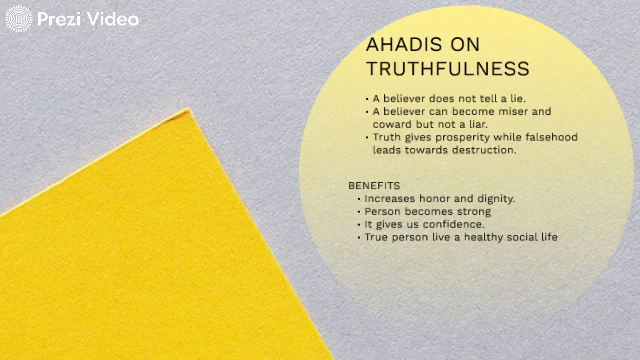 Prezi Video
AHADIS ON
TRUTHFULNESS
• A believer does not tell a lie.
• A believer can become miser and
coward but not a liar.
• Truth gives prosperity while falsehood
leads towards destruction.
BENEFITS
• Increases honor and dignity.
• Person becomes strong
• It gives us confidence.
• True person live a healthy social life